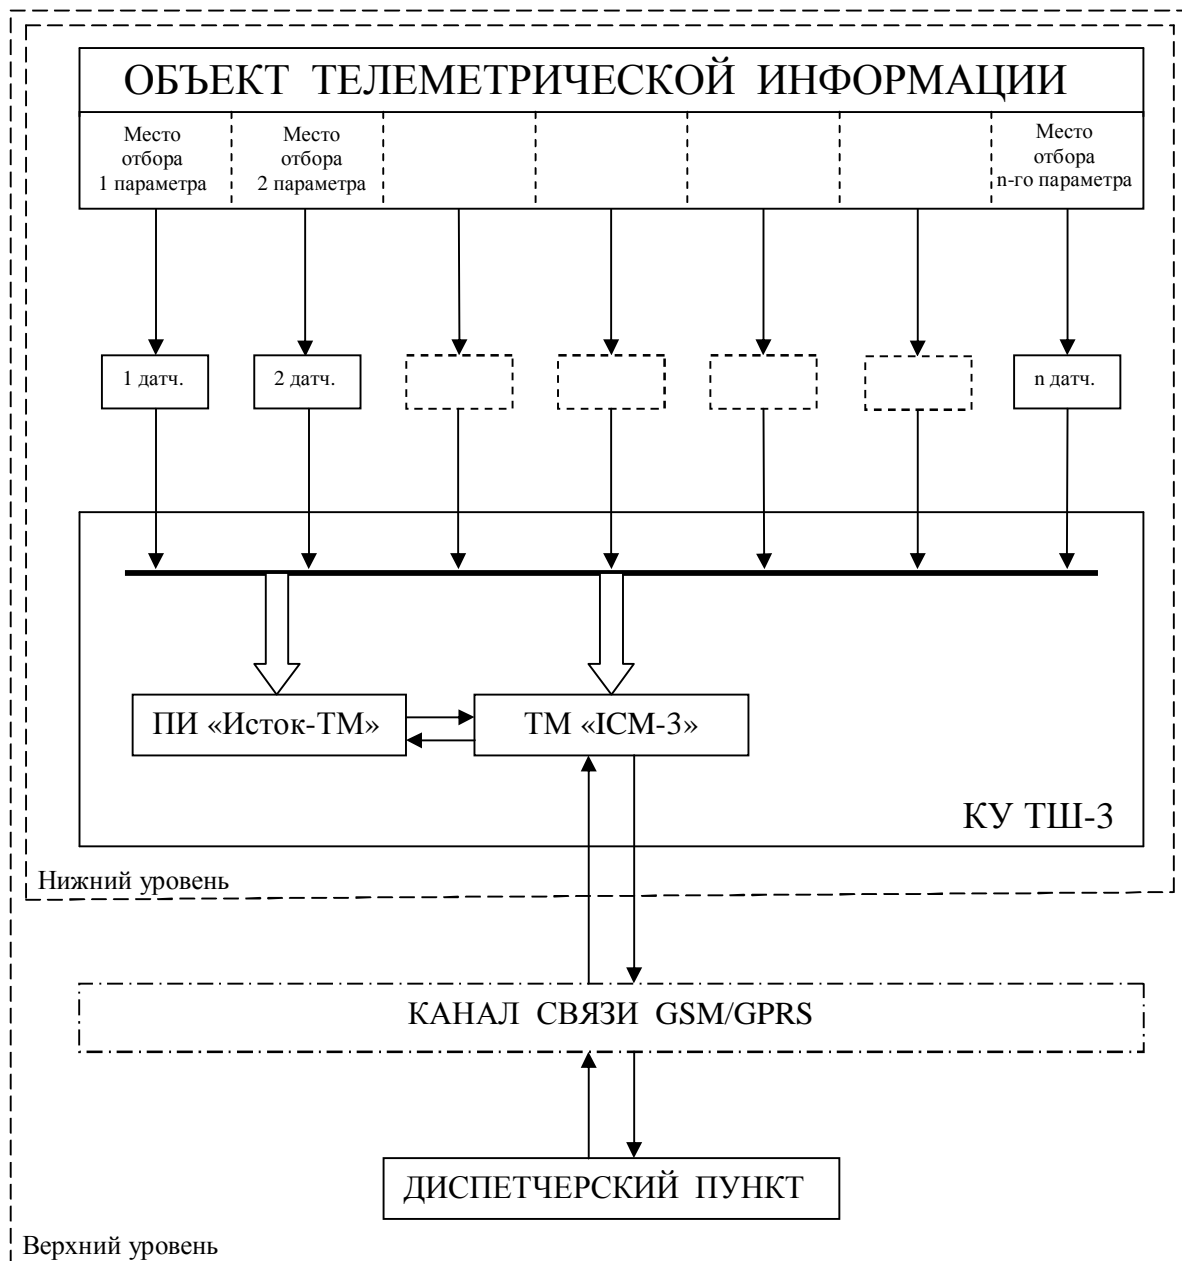 ОБЪЕКТ ТЕЛЕМЕТРИЧЕСКОЙ ИНФОРМАЦИИ
Место
отбора
1 параметра
Место
отбора
2 параметра
Место
отбора
n-го параметра
1 датч.
2 датч.
n датч.
ПИ «Исток-ТМ»
ТМ «ICM-3»
КУ ТШ-3
Нижний уровень
КАНАЛ СВЯЗИ GSM/GPRS
ДИСПЕТЧЕРСКИЙ ПУНКТ
Верхний уровень